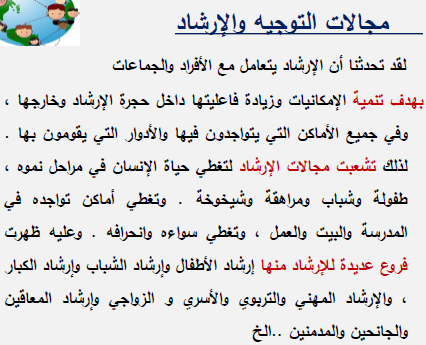 مجالات التوجيه والإرشاد
لقد تحدثنا أن الإرشاد يتعامل مع الأفراد والجماعات
بهدف تنمية الإمكانيات وزيادة فاعليتها داخل حجرة الإرشاد وخارجها ،
وفي جميع الأماكن التي يتواجدون فيها والأدوار التي يقومون بها .
لذلك تشعبت مجالات الإرشاد لتغطي حياة الإنسان في مراحل نموه ،
طفولة وشباب ومراهقة وشيخوخة . وتغطي أماكن تواجده في
المدرسة والبيت والعمل ، وتغطي سواءه وانحرافه . وعليه ظهرت
فروع عديدة للإرشاد منها إرشاد الأطفال وإرشاد الشباب وإرشاد الكبار
، والإرشاد المهني والتربوي والأسري و الزواجي وإرشاد المعاقين
والجانحين والمدمنين ..الخ